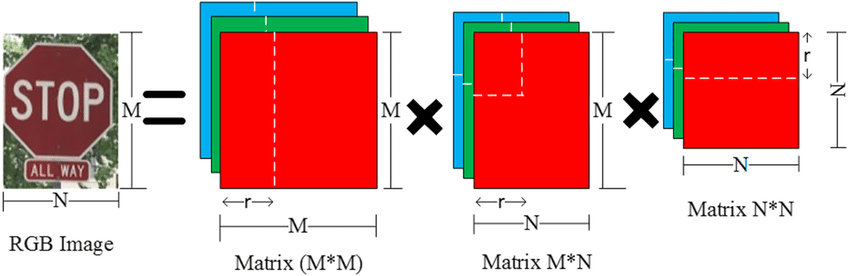 STOP
ALL WAY
M
N
RGB Image
M
r
M
Matrix (M*M)
M
r
N
Matrix M*N
r
N
N
Matrix N*N